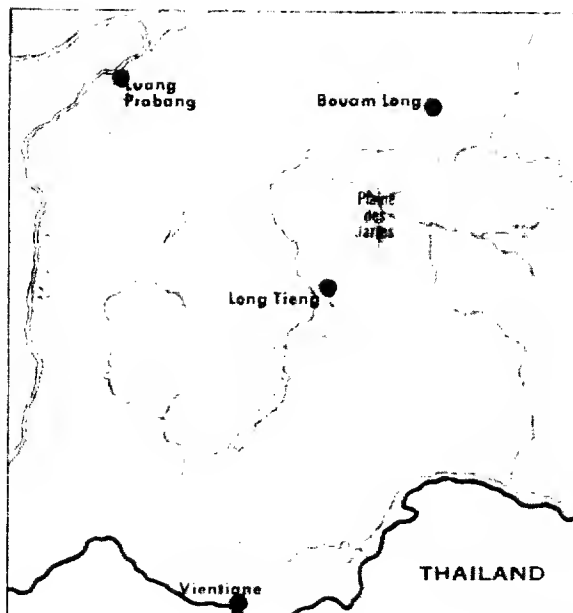 Luang
Prabang
Bouam Long
Plaine
des
Jarres
Long Tieng
THAILAND
Vientiane